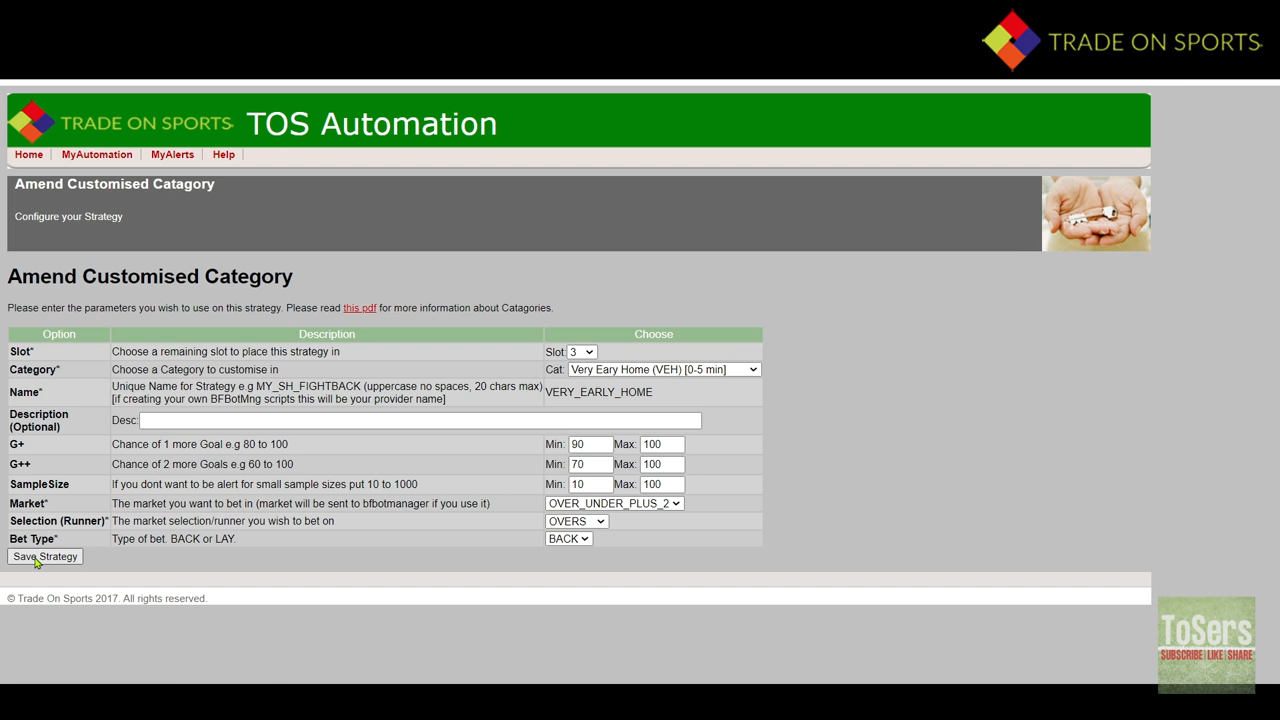 TRADE ON SPORTS
TRADE ON SPORTS TOS Automation
Home MyAutomation MyAlerts Help
Amend Customised Catagory
Configure your Strategy
Amend Customised Category
Please enter the parameters you wish to use on this strategy. Please read this pdf for more information about Catagories.
Option Description Choose
Slot* Choose a remaining slot to place this strategy in Slot: 3
Category* Choose a Category to customise in Cat: Very Eary Home (VEH) [0-5 min]
Name* Unique Name for Strategy e.g MY_SH_FIGHTBACK (uppercase no spaces, 20 chars max) VERY_EARLY_HOME
[if creating your own BFBotMng scripts this will be your provider name]
Description
(Optional) Desc:
G+ Chance of 1 more Goal e.g 80 to 100 Min: 90 Max: 100
G++ Chance of 2 more Goals e.g 60 to 100 Min: 70 Max: 100
SampleSize If you dont want to be alert for small sample sizes put 10 to 1000 Min: 10 Max: 100
Market* The market you want to bet in (market will be sent to bfbotmanager if you use it) OVER_UNDER_PLUS_2
Selection (Runner)* The market selection/runner you wish to bet on OVERS
Bet Type* Type of bet. BACK or LAY. BACK
Save Strategy
© Trade On Sports 2017. All rights reserved.
ToSers
SUBSCRIBE | LIKE | SHARE